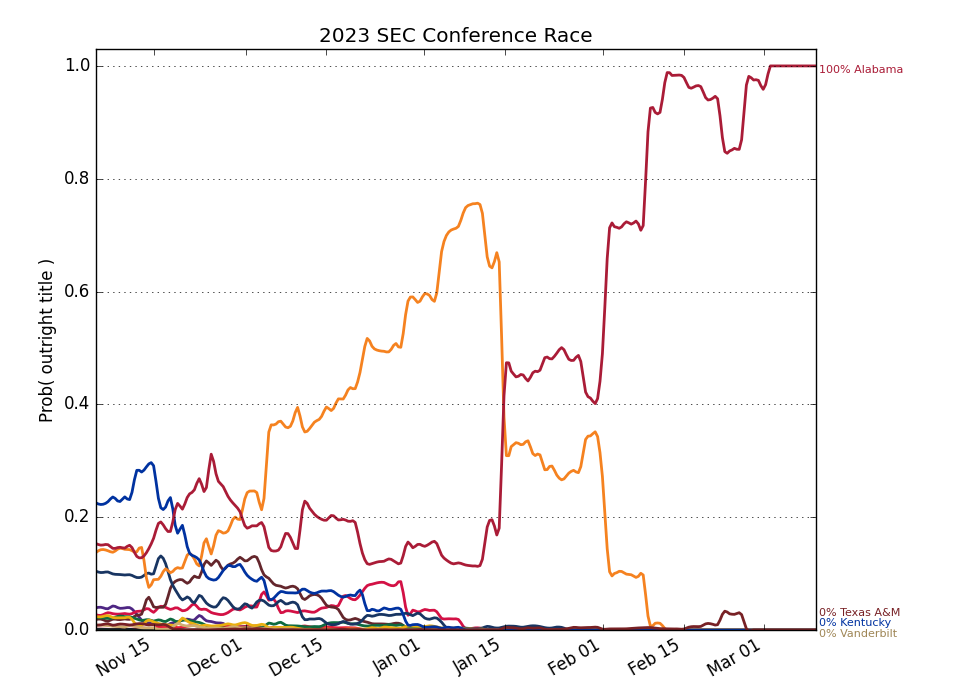 2023 SEC Conference Race
Prob( outright title )
1.0
0.8
0.6
0.4
0.2
0.0
Nov 15
Dec 01
Dec 15
Jan 01
Jan 15
Feb 01
Feb 15
Mar 01
100% Alabama
0% Texas A&M
0% Kentucky
0% Vanderbilt